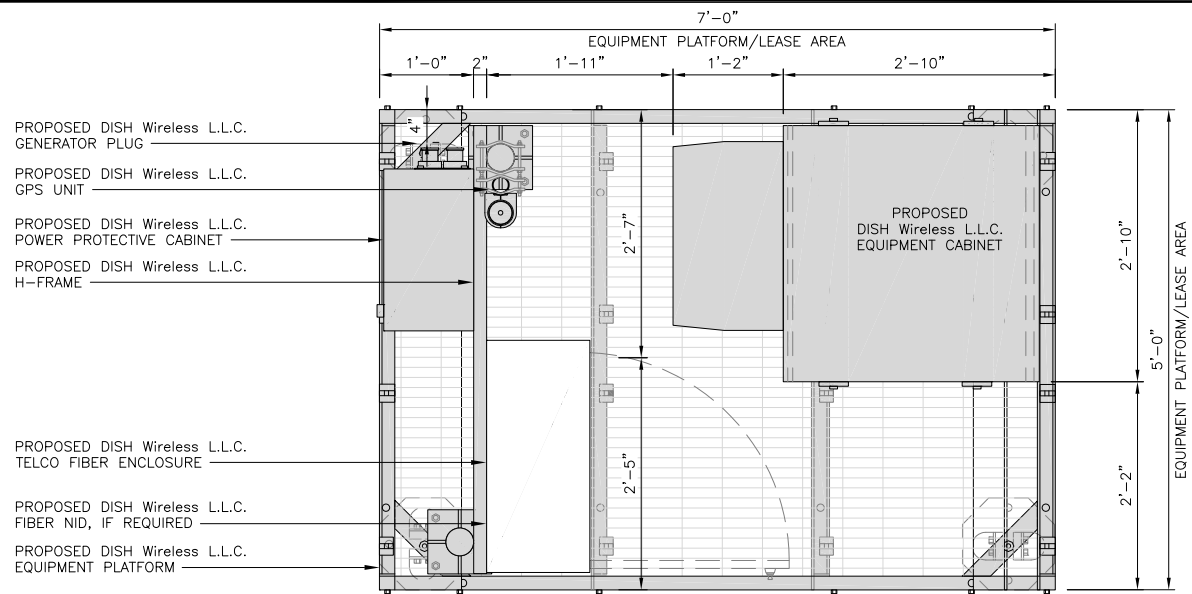 7'-0"
EQUIPMENT PLATFORM/LEASE AREA
1'-0"
2"
1'-11"
1'-2"
2'-10"
4"
PROPOSED DISH Wireless L.L.C.
GENERATOR PLUG
PROPOSED DISH Wireless L.L.C.
GPS UNIT
PROPOSED DISH Wireless L.L.C.
POWER PROTECTIVE CABINET
PROPOSED DISH Wireless L.L.C.
H-FRAME
PROPOSED DISH Wireless L.L.C.
TELCO FIBER ENCLOSURE
PROPOSED DISH Wireless L.L.C.
FIBER NID, IF REQUIRED
PROPOSED DISH Wireless L.L.C.
EQUIPMENT PLATFORM
2'-7"
2'-5"
PROPOSED
DISH Wireless L.L.C.
EQUIPMENT CABINET
2'-10"
2'-2"
5'-0"
EQUIPMENT PLATFORM/LEASE AREA